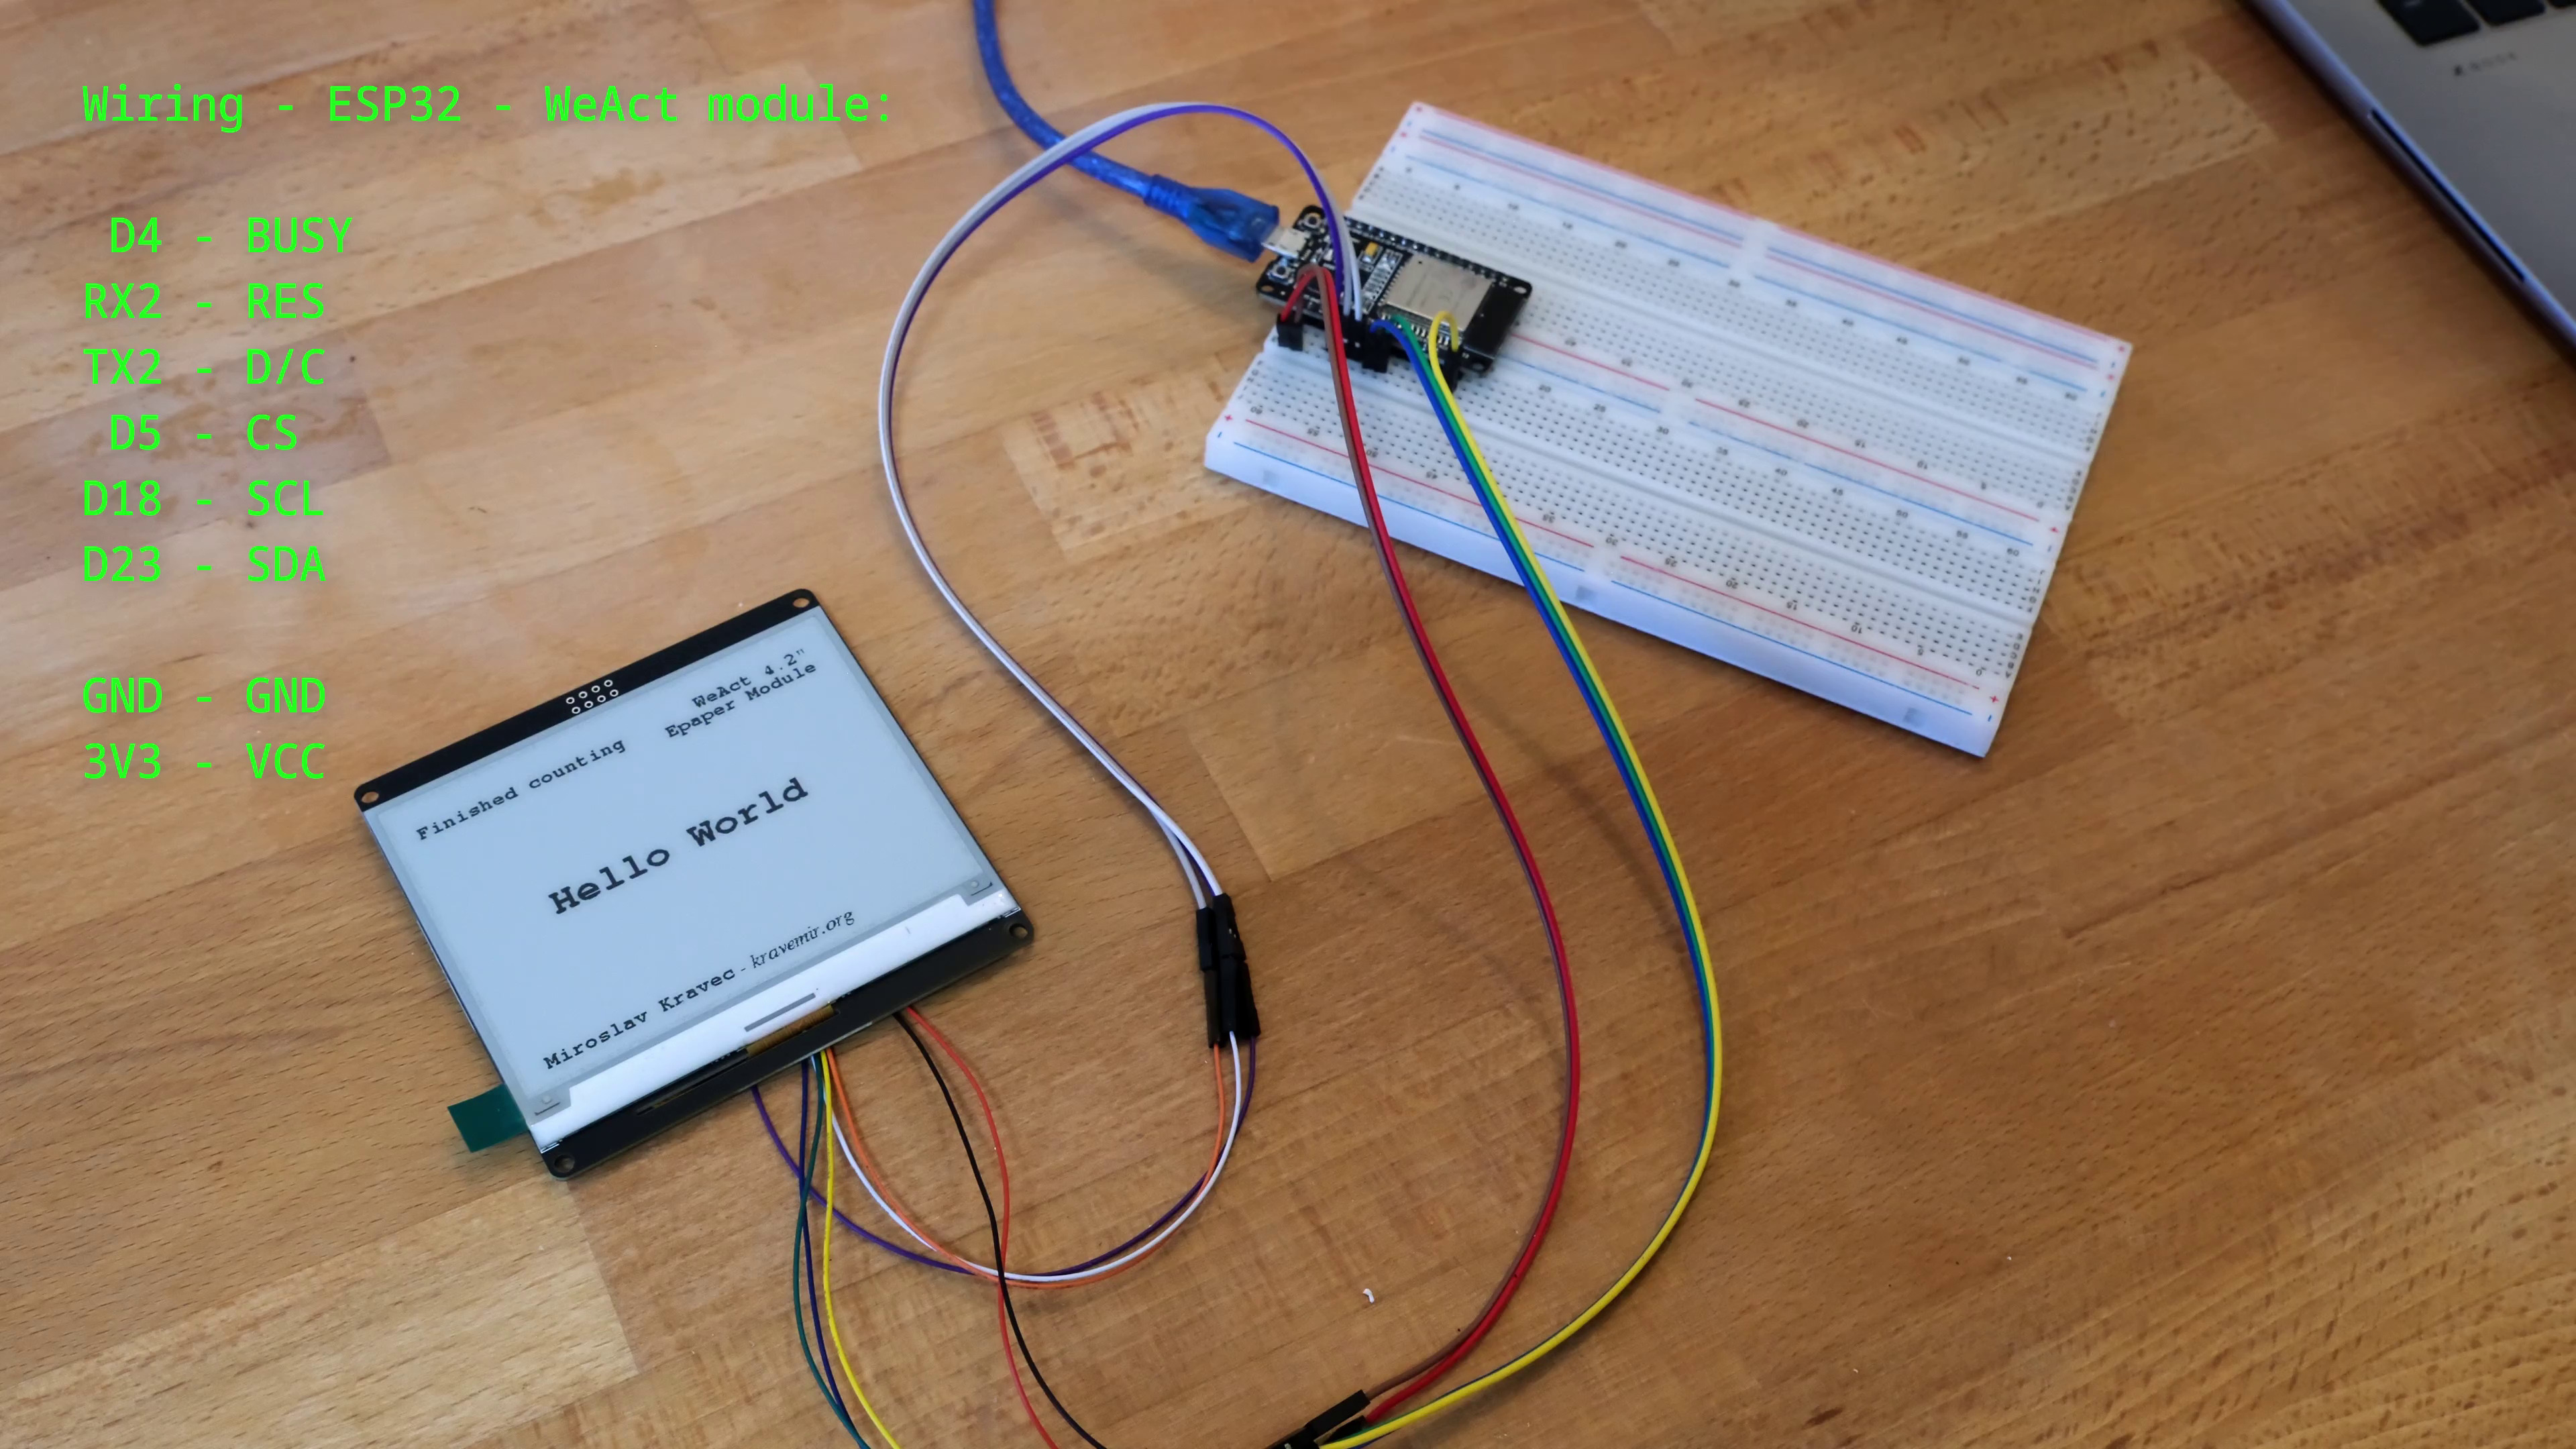 Wiring - ESP32 - WeAct module:
D4 - BUSY
RX2 - RES
TX2 - D/C
D5 - CS
D18 - SCL
D23 - SDA
GND - GND
3V3 - VCC
WeAct 4.2"
Epaper Module
Finished counting
Hello World
Miroslav Kravec - kravemir.org